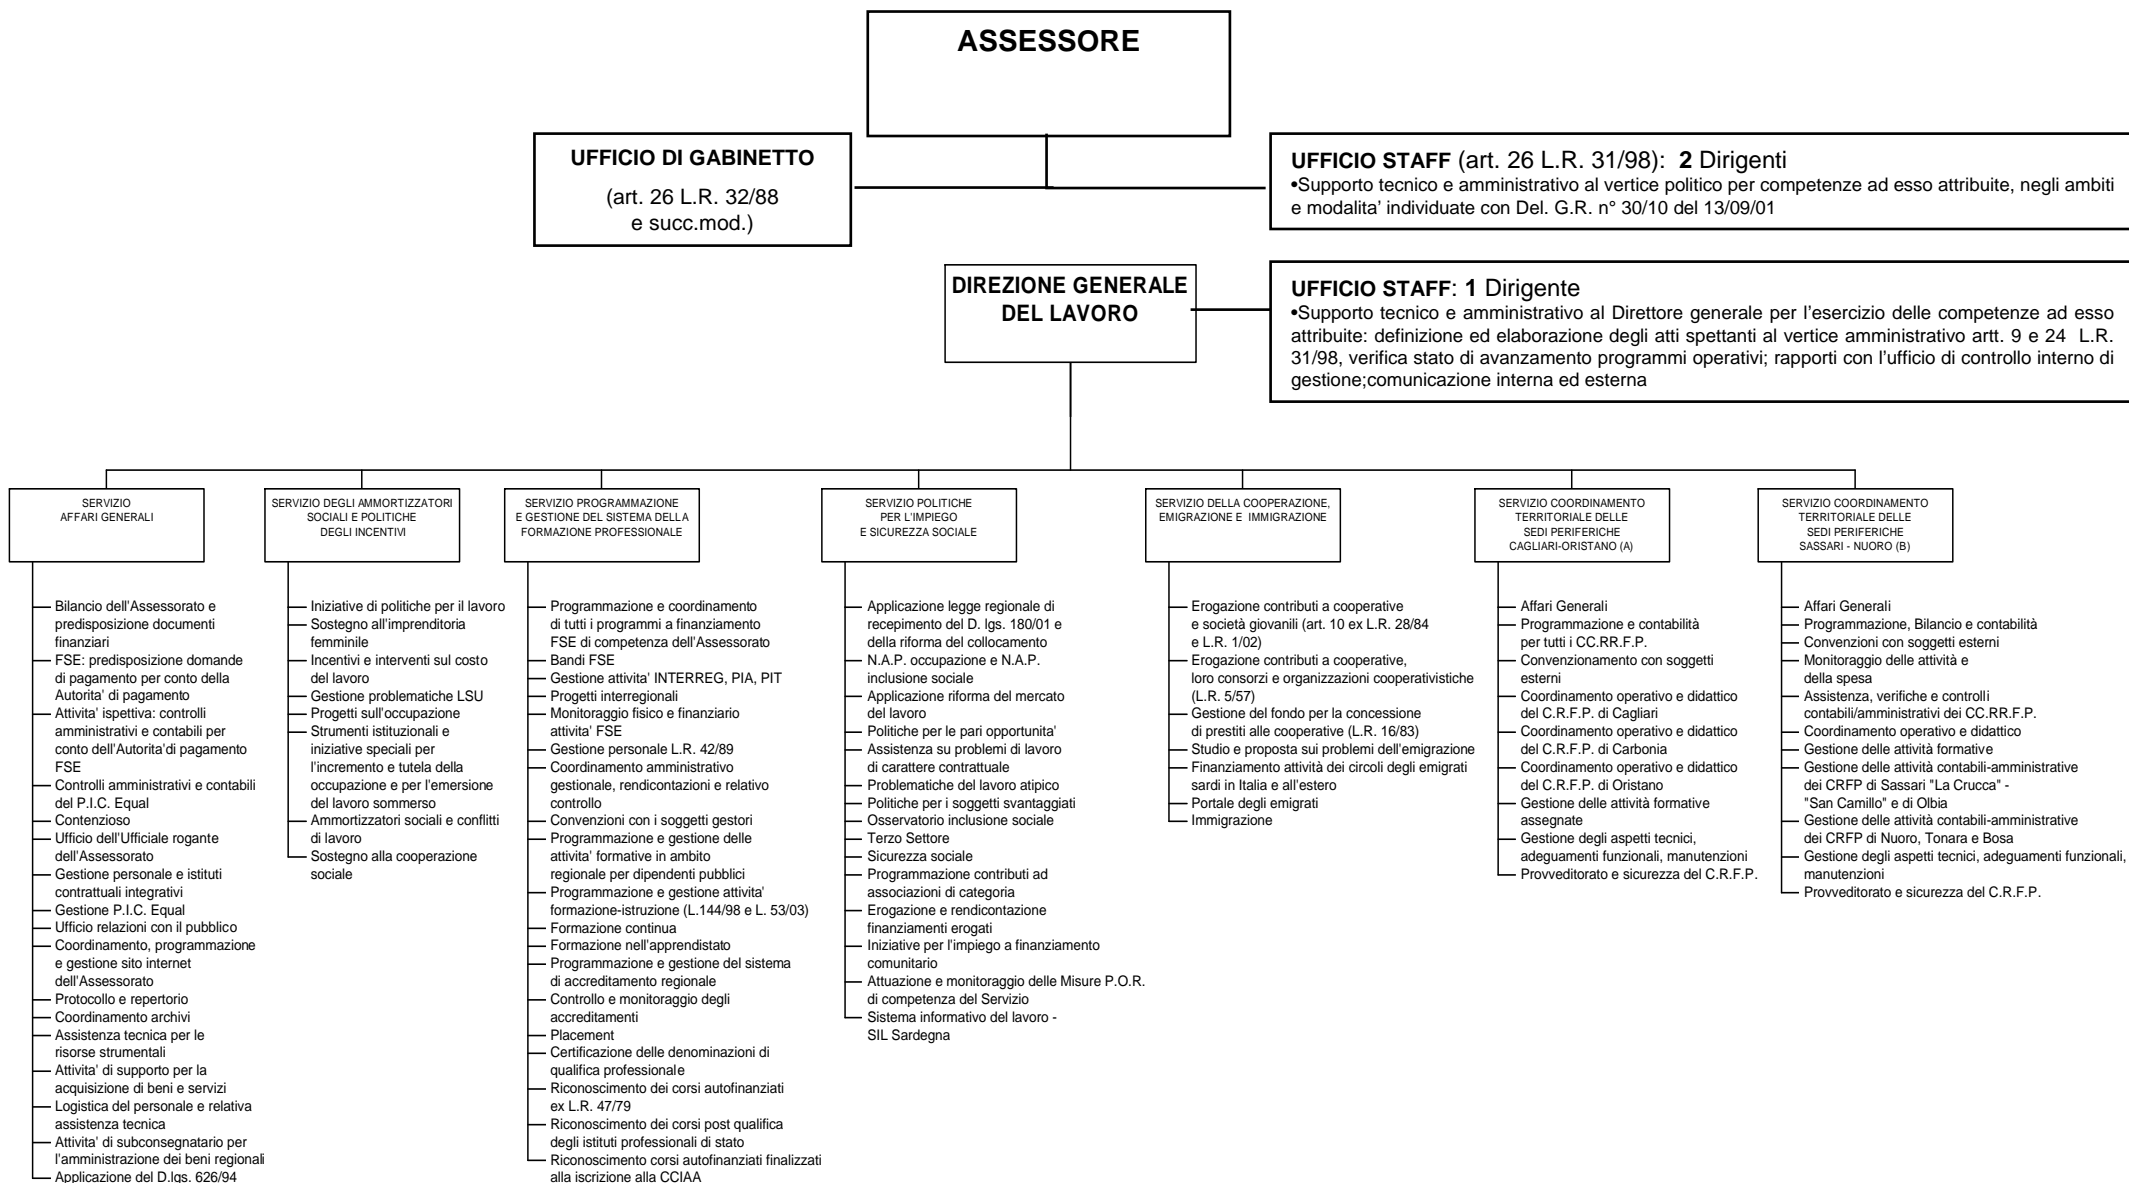 ASSESSORE
UFFICIO DI GABINETTO
(art. 26 L.R. 32/88
e succ.mod.)
UFFICIO STAFF (art. 26 L.R. 31/98): 2 Dirigenti
•Supporto tecnico e amministrativo al vertice politico per competenze ad esso attribuite, negli ambiti
e modalita' individuate con Del. G.R. n° 30/10 del 13/09/01
DIREZIONE GENERALE
DEL LAVORO
UFFICIO STAFF: 1 Dirigente
•Supporto tecnico e amministrativo al Direttore generale per l'esercizio delle competenze ad esso
attribuite: definizione ed elaborazione degli atti spettanti al vertice amministrativo artt. 9 e 24 L.R.
31/98, verifica stato di avanzamento programmi operativi; rapporti con l'ufficio di controllo interno di
gestione;comunicazione interna ed esterna
SERVIZIO
AFFARI GENERALI
Bilancio dell'Assessorato e
predisposizione documenti
finanziari
FSE: predisposizione domande
di pagamento per conto della
Autorita' di pagamento
Attivita' ispettiva: controlli
amministrativi e contabili per
conto dell'Autorita'di pagamento
FSE
Controlli amministrativi e contabili
del P.I.C. Equal
Contenzioso
Ufficio dell'Ufficiale rogante
dell'Assessorato
Gestione personale e istituti
contrattuali integrativi
Gestione P.I.C. Equal
Ufficio relazioni con il pubblico
Coordinamento, programmazione
e gestione sito internet
dell'Assessorato
Protocollo e repertorio
Coordinamento archivi
Assistenza tecnica per le
risorse strumentali
Attivita' di supporto per la
acquisizione di beni e servizi
Logistica del personale e relativa
assistenza tecnica
Attivita' di subconsegnatario per
l'amministrazione dei beni regionali
Applicazione del D.lgs. 626/94
SERVIZIO DEGLI AMMORTIZZATORI
SOCIALI E POLITICHE
DEGLI INCENTIVI
Iniziative di politiche per il lavoro
Sostegno all'imprenditoria
femminile
Incentivi e interventi sul costo
del lavoro
Gestione problematiche LSU
Progetti sull'occupazione
Strumenti istituzionali e
iniziative speciali per
l'incremento e tutela della
occupazione e per l'emersione
del lavoro sommerso
Ammortizzatori sociali e conflitti
di lavoro
Sostegno alla cooperazione
sociale
SERVIZIO PROGRAMMAZIONE
E GESTIONE DEL SISTEMA DELLA
FORMAZIONE PROFESSIONALE
Programmazione e coordinamento
di tutti i programmi a finanziamento
FSE di competenza dell'Assessorato
Bandi FSE
Gestione attivita' INTERREG, PIA, PIT
Progetti interregionali
Monitoraggio fisico e finanziario
attivita' FSE
Gestione personale L.R. 42/89
Coordinamento amministrativo
gestionale, rendicontazioni e relativo
controllo
Convenzioni con i soggetti gestori
Programmazione e gestione delle
attivita' formative in ambito
regionale per dipendenti pubblici
Programmazione e gestione attivita'
formazione-istruzione (L.144/98 e L. 53/03)
Formazione continua
Formazione nell'apprendistato
Programmazione e gestione del sistema
di accreditamento regionale
Controllo e monitoraggio degli
accreditamenti
Placement
Certificazione delle denominazioni di
qualifica professionale
Riconoscimento dei corsi autofinanziati
ex L.R. 47/79
Riconoscimento dei corsi post qualifica
degli istituti professionali di stato
Riconoscimento corsi autofinanziati finalizzati
alla iscrizione alla CCIAA
SERVIZIO POLITICHE
PER L'IMPIEGO
E SICUREZZA SOCIALE
Applicazione legge regionale di
recepimento del D. lgs. 180/01 e
della riforma del collocamento
N.A.P. occupazione e N.A.P.
inclusione sociale
Applicazione riforma del mercato
del lavoro
Politiche per le pari opportunita'
Assistenza su problemi di lavoro
di carattere contrattuale
Problematiche del lavoro atipico
Politiche per i soggetti svantaggiati
Osservatorio inclusione sociale
Terzo Settore
Sicurezza sociale
Programmazione contributi ad
associazioni di categoria
Erogazione e rendicontazione
finanziamenti erogati
Iniziative per l'impiego a finanziamento
comunitario
Attuazione e monitoraggio delle Misure P.O.R.
di competenza del Servizio
Sistema informativo del lavoro -
SIL Sardegna
SERVIZIO DELLA COOPERAZIONE,
EMIGRAZIONE E IMMIGRAZIONE
Erogazione contributi a cooperative
e società giovanili (art. 10 ex L.R. 28/84
e L.R. 1/02)
Erogazione contributi a cooperative,
loro consorzi e organizzazioni cooperativistiche
(L.R. 5/57)
Gestione del fondo per la concessione
di prestiti alle cooperative (L.R. 16/83)
Studio e proposta sui problemi dell'emigrazione
Finanziamento attività dei circoli degli emigrati
sardi in Italia e all'estero
Portale degli emigrati
Immigrazione
SERVIZIO COORDINAMENTO
TERRITORIALE DELLE
SEDI PERIFERICHE
CAGLIARI-ORISTANO (A)
Affari Generali
Programmazione e contabilità
per tutti i CC.RR.F.P.
Convenzionamento con soggetti
esterni
Coordinamento operativo e didattico
del C.R.F.P. di Cagliari
Coordinamento operativo e didattico
del C.R.F.P. di Carbonia
Coordinamento operativo e didattico
del C.R.F.P. di Oristano
Gestione delle attività formative
assegnate
Gestione degli aspetti tecnici,
adeguamenti funzionali, manutenzioni
Provveditorato e sicurezza del C.R.F.P.
SERVIZIO COORDINAMENTO
TERRITORIALE DELLE
SEDI PERIFERICHE
SASSARI - NUORO (B)
Affari Generali
Programmazione, Bilancio e contabilità
Convenzioni con soggetti esterni
Monitoraggio delle attività e
della spesa
Assistenza, verifiche e controlli
contabili/amministrativi dei CC.RR.F.P.
Coordinamento operativo e didattico
Gestione delle attività formative
Gestione delle attività contabili-amministrative
dei CRFP di Sassari "La Crucca" -
"San Camillo" e di Olbia
Gestione delle attività contabili-amministrative
dei CRFP di Nuoro, Tonara e Bosa
Gestione degli aspetti tecnici, adeguamenti funzionali,
manutenzioni
Provveditorato e sicurezza del C.R.F.P.